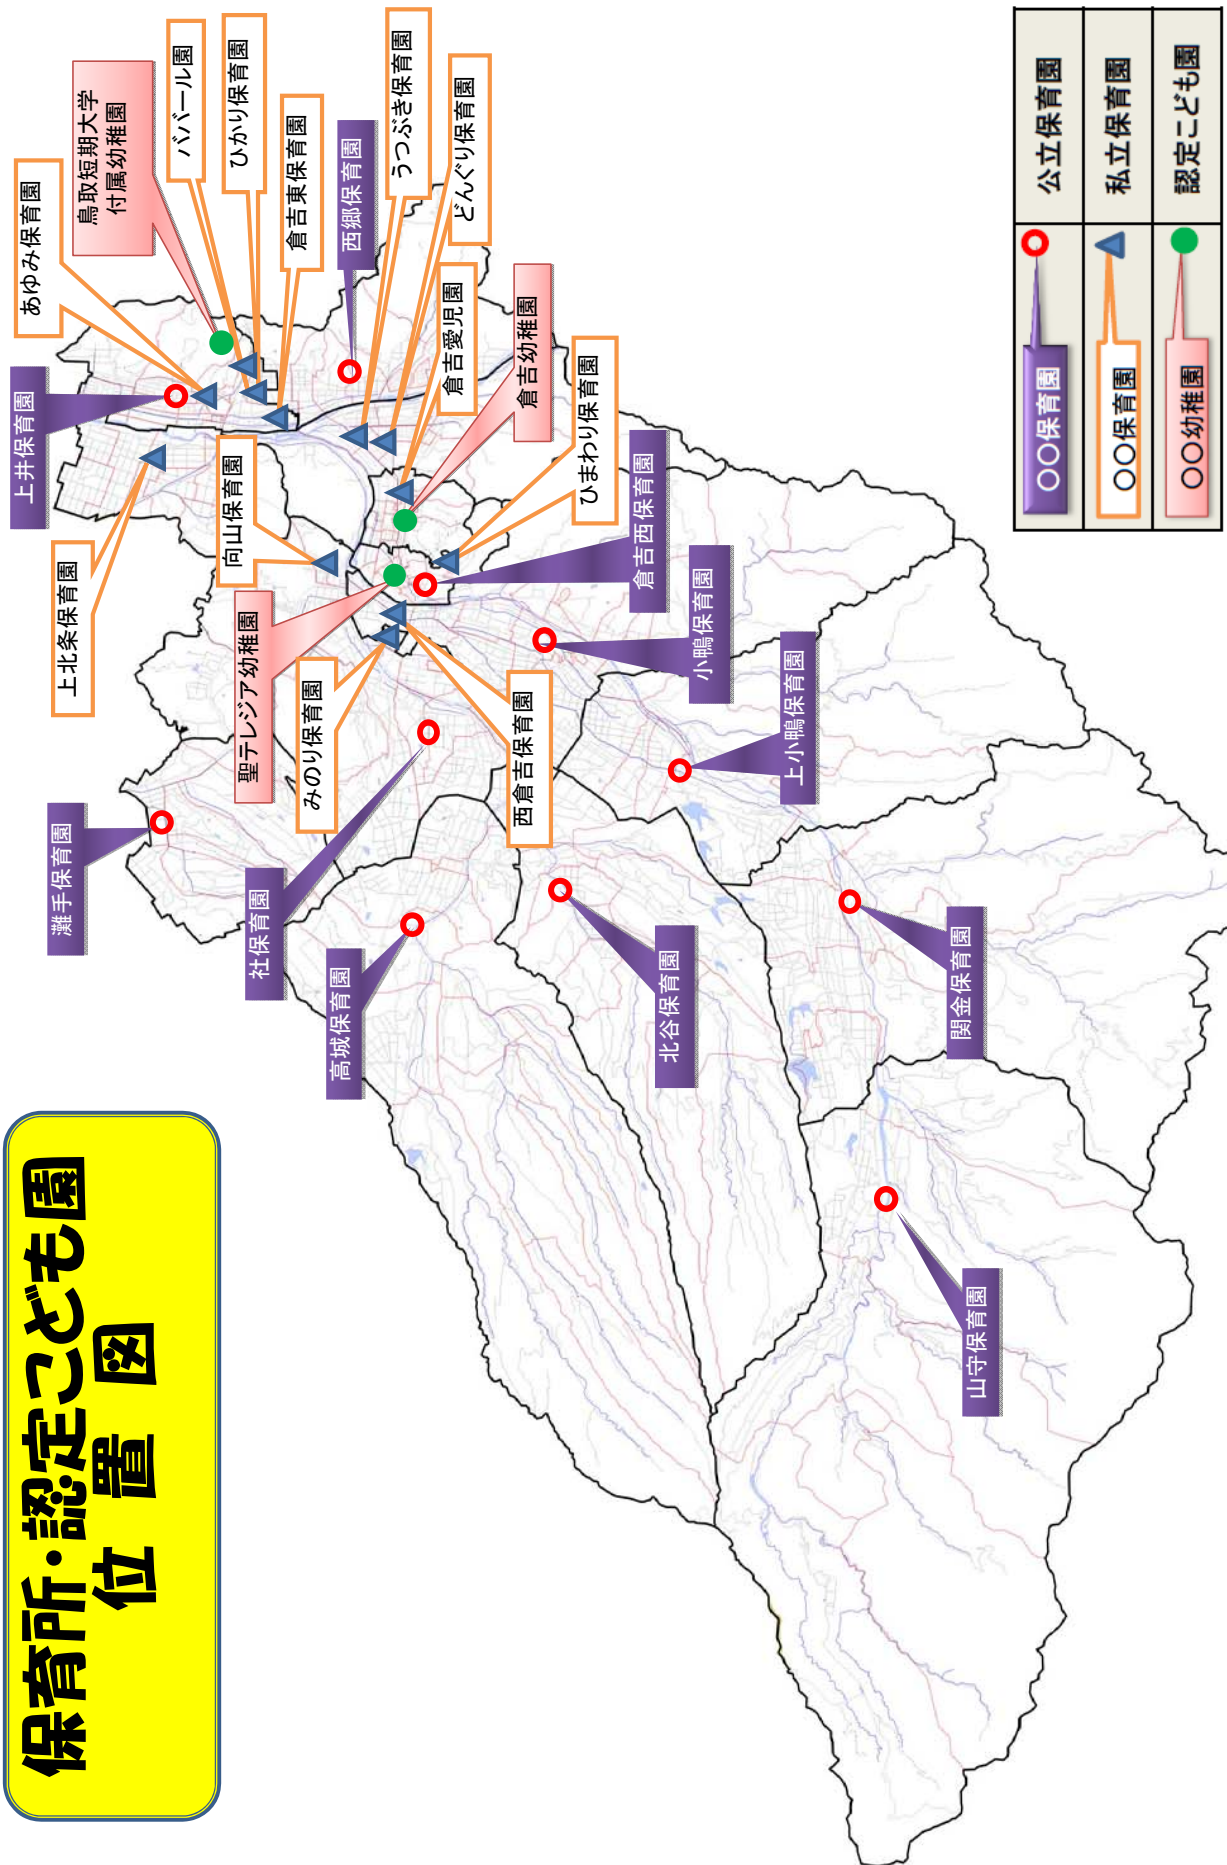 保育所・認定こども園
位置図
灘手保育園
上北条保育園
上井保育園
あゆみ保育園
鳥取短期大学
付属幼稚園
ババール園
ひかり保育園
倉吉東保育園
西郷保育園
うつぶき保育園
どんぐり保育園
倉吉愛児園
倉吉幼稚園
ひまわり保育園
倉吉西保育園
向山保育園
聖テレジア幼稚園
みのり保育園
西倉吉保育園
社保育園
高城保育園
北谷保育園
小鴨保育園
上小鴨保育園
関金保育園
山守保育園
〇〇保育園
公立保育園
〇〇保育園
私立保育園
〇〇幼稚園
認定こども園